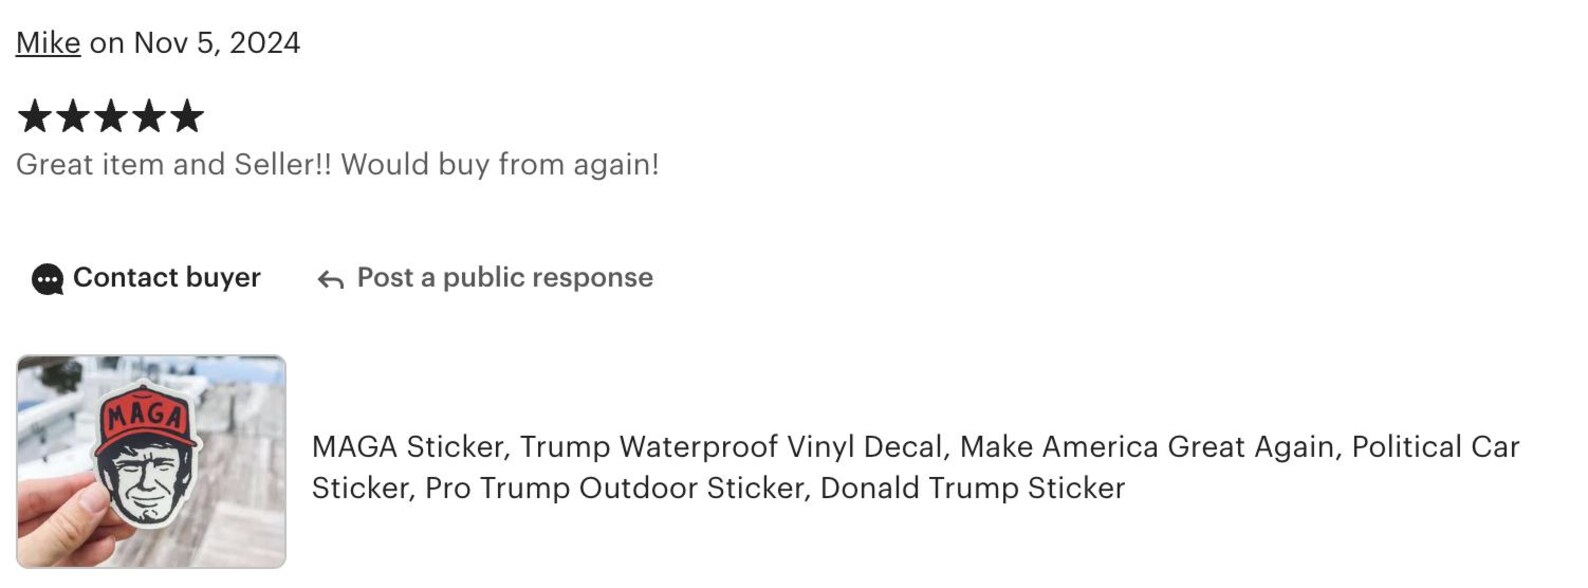 Mike on Nov 5, 2024
Great item and Seller!! Would buy from again!
Contact buyer
Post a public response
MAGA
MAGA Sticker, Trump Waterproof Vinyl Decal, Make America Great Again, Political Car
Sticker, Pro Trump Outdoor Sticker, Donald Trump Sticker